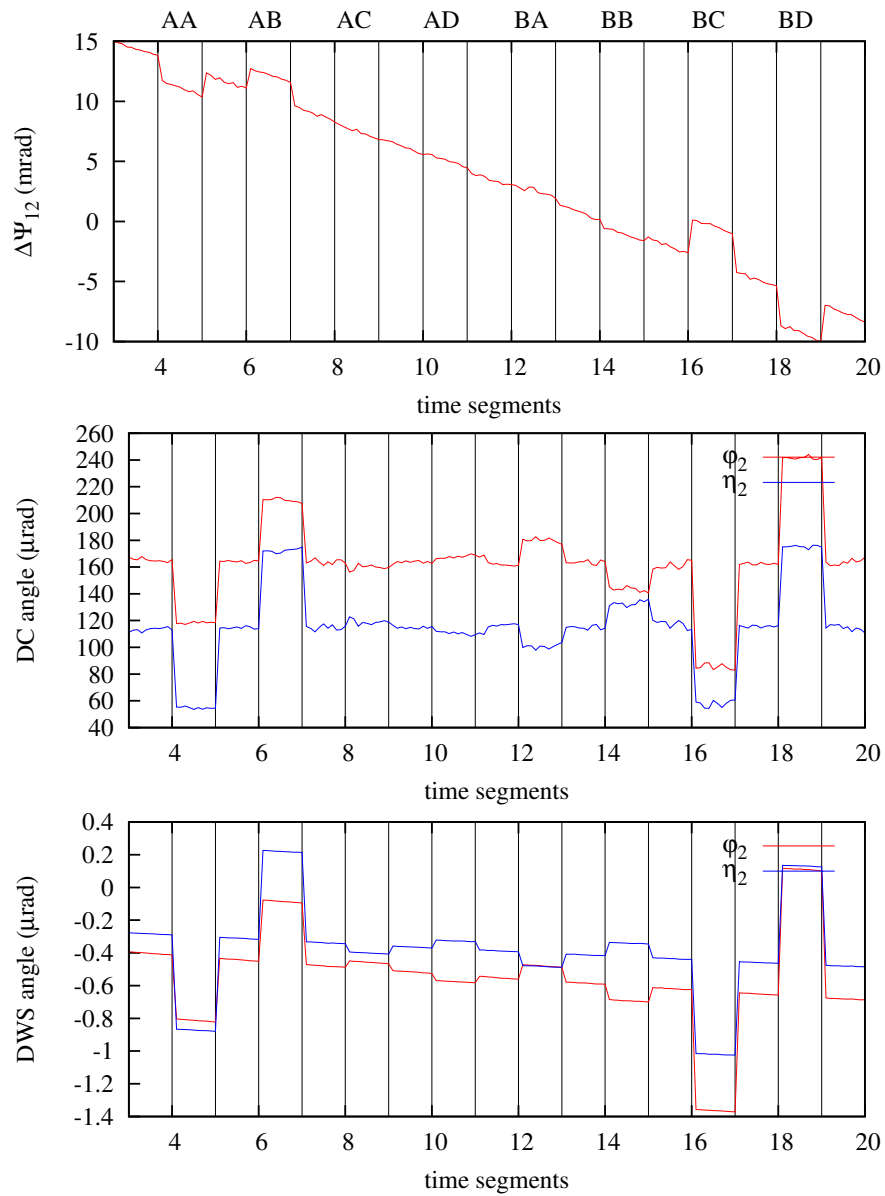 AA AB AC AD BA BB BC BD
15
10
5
0
-5
-10
ΔΨ12 (mrad)
4 6 8 10 12 14 16 18 20
time segments
260
240
220
200
180
160
140
120
100
80
60
40
DC angle (μrad)
φ2
η2
4 6 8 10 12 14 16 18 20
time segments
0.4
0.2
0
-0.2
-0.4
-0.6
-0.8
-1
-1.2
-1.4
DWS angle (μrad)
φ2
η2
4 6 8 10 12 14 16 18 20
time segments